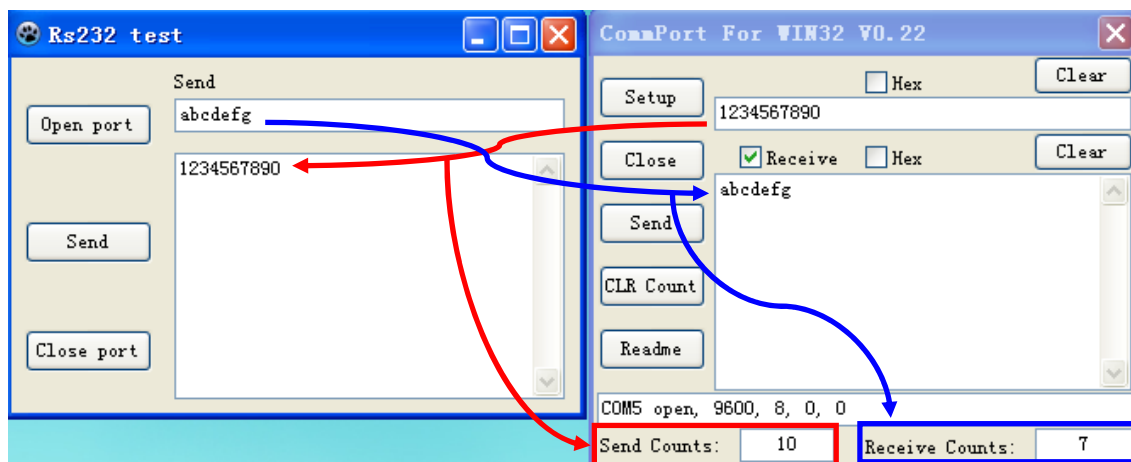 Rs232 test
Send
Open port
abcdefg
1234567890
Send
Close port
CommPort For WIN32 V0.22
Hex
Clear
Setup
1234567890
Close
Receive
Hex
Clear
abcdefg
Send
CLR Count
Readme
COM5 open, 9600, 8, 0, 0
Send Counts: 10
Receive Counts: 7